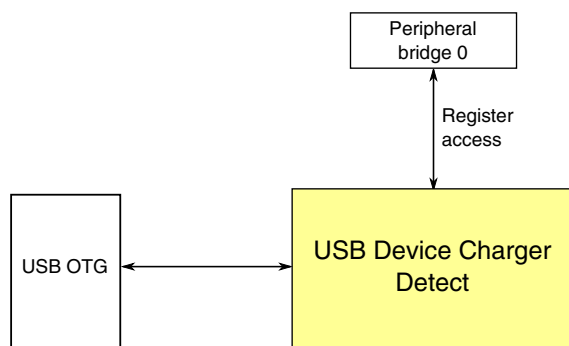 Peripheral
bridge 0
Register
access
USB OTG
USB Device Charger
Detect